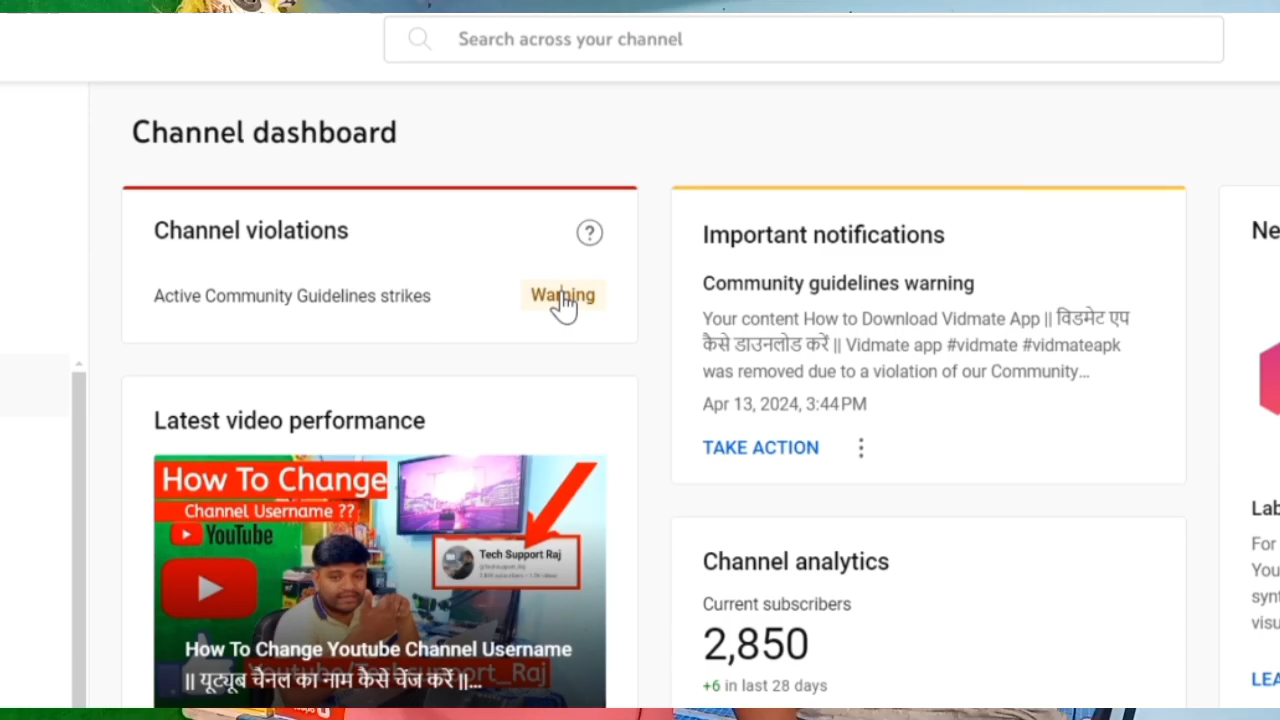 Search across your channel
Channel dashboard
Channel violations
?
Active Community Guidelines strikes
Warning
Important notifications
Community guidelines warning
Your content How to Download Vidmate App || विडमेट एप
कैसे डाउनलोड करें || Vidmate app #vidmate #vidmateapk
was removed due to a violation of our Community...
Apr 13, 2024, 3:44 PM
TAKE ACTION
Latest video performance
How To Change
Channel Username ??
YouTube
Tech Support Raj
How To Change Youtube Channel Username
|| यूट्यूब चैनल का नाम कैसे चेंज करें ||...
Youtube/Techsupport_Raj
Channel analytics
Current subscribers
2,850
+6 in last 28 days
For